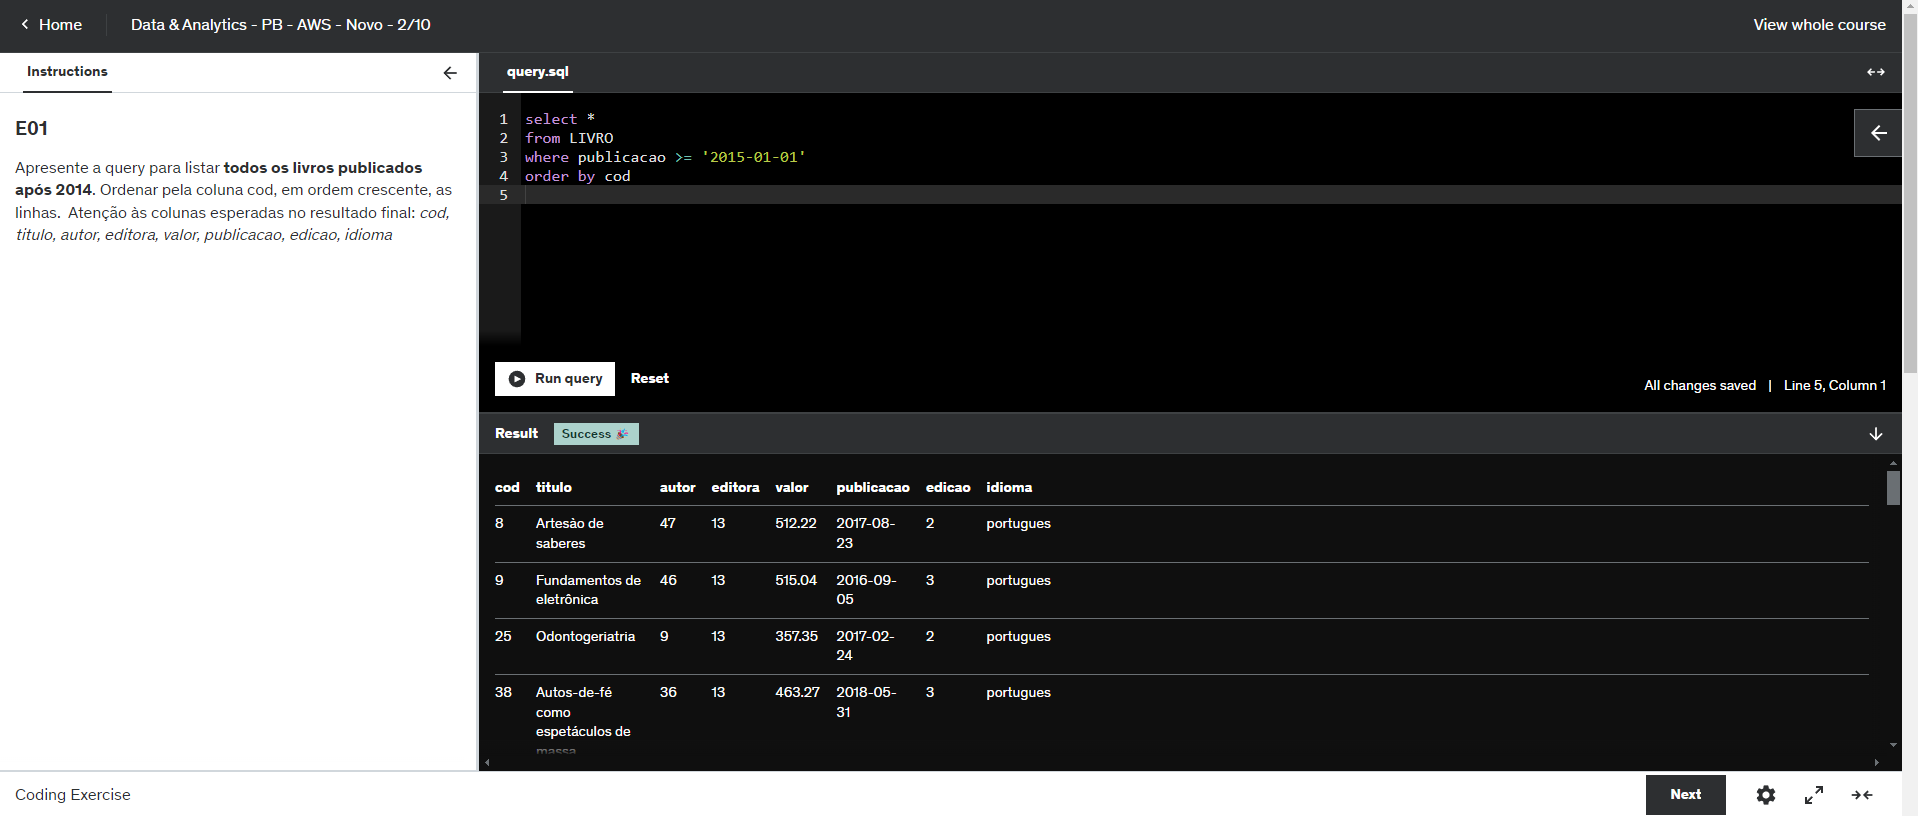 Home
Data & Analytics - PB - AWS - Novo - 2/10
View whole course
Instructions
E01
Apresente a query para listar todos os livros publicados
após 2014. Ordenar pela coluna cod, em ordem crescente, as
linhas. Atenção às colunas esperadas no resultado final: cod,
titulo, autor, editora, valor, publicacao, edicao, idioma
query.sql
1 select *
2 from LIVRO
3 where publicacao >= '2015-01-01'
4 order by cod
5
Run query
Reset
All changes saved | Line 5, Column 1
Result
Success 🎉
cod titulo autor editora valor publicacao edicao idioma
8 Artesão de 47 13 512.22 2017-08- 2 portugues
saberes 23
9 Fundamentos de 46 13 515.04 2016-09- 3 portugues
eletrônica 05
25 Odontogeriatria 9 13 357.35 2017-02- 2 portugues
24
38 Autos-de-fé 36 13 463.27 2018-05- 3 portugues
como 31
espetáculos de
massa
Coding Exercise
Next